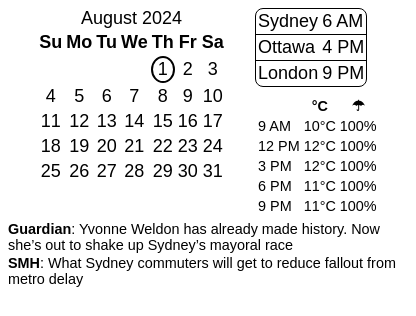 August 2024
Su Mo Tu We Th Fr Sa
1 2 3
4 5 6 7 8 9 10
11 12 13 14 15 16 17
18 19 20 21 22 23 24
25 26 27 28 29 30 31
Sydney 6 AM
Ottawa 4 PM
London 9 PM
°C ☂
9 AM 10°C 100%
12 PM 12°C 100%
3 PM 12°C 100%
6 PM 11°C 100%
9 PM 11°C 100%
Guardian: Yvonne Weldon has already made history. Now
she’s out to shake up Sydney’s mayoral race
SMH: What Sydney commuters will get to reduce fallout from
metro delay